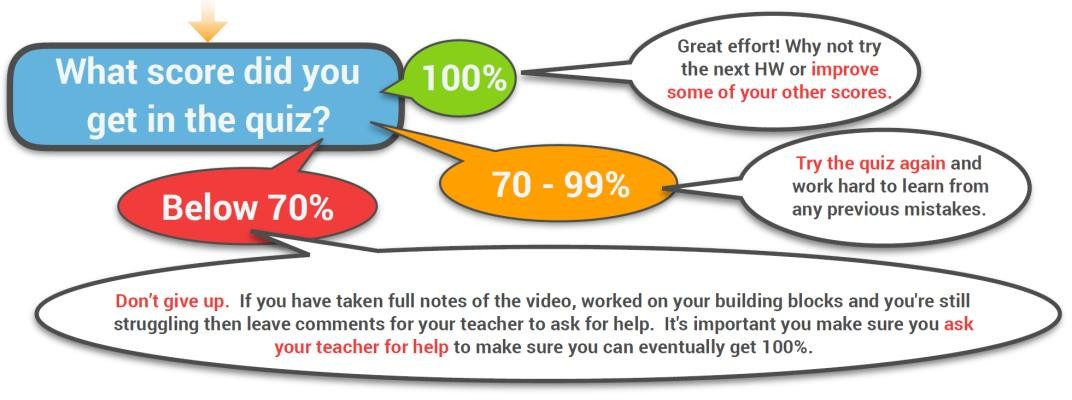 What score did you
get in the quiz?
100%
Great effort! Why not try
the next HW or improve
some of your other scores.
70 - 99%
Try the quiz again and
work hard to learn from
any previous mistakes.
Below 70%
Don't give up.  If you have taken full notes of the video, worked on your building blocks and you're still
struggling then leave comments for your teacher to ask for help.  It's important you make sure you ask
your teacher for help to make sure you can eventually get 100%.